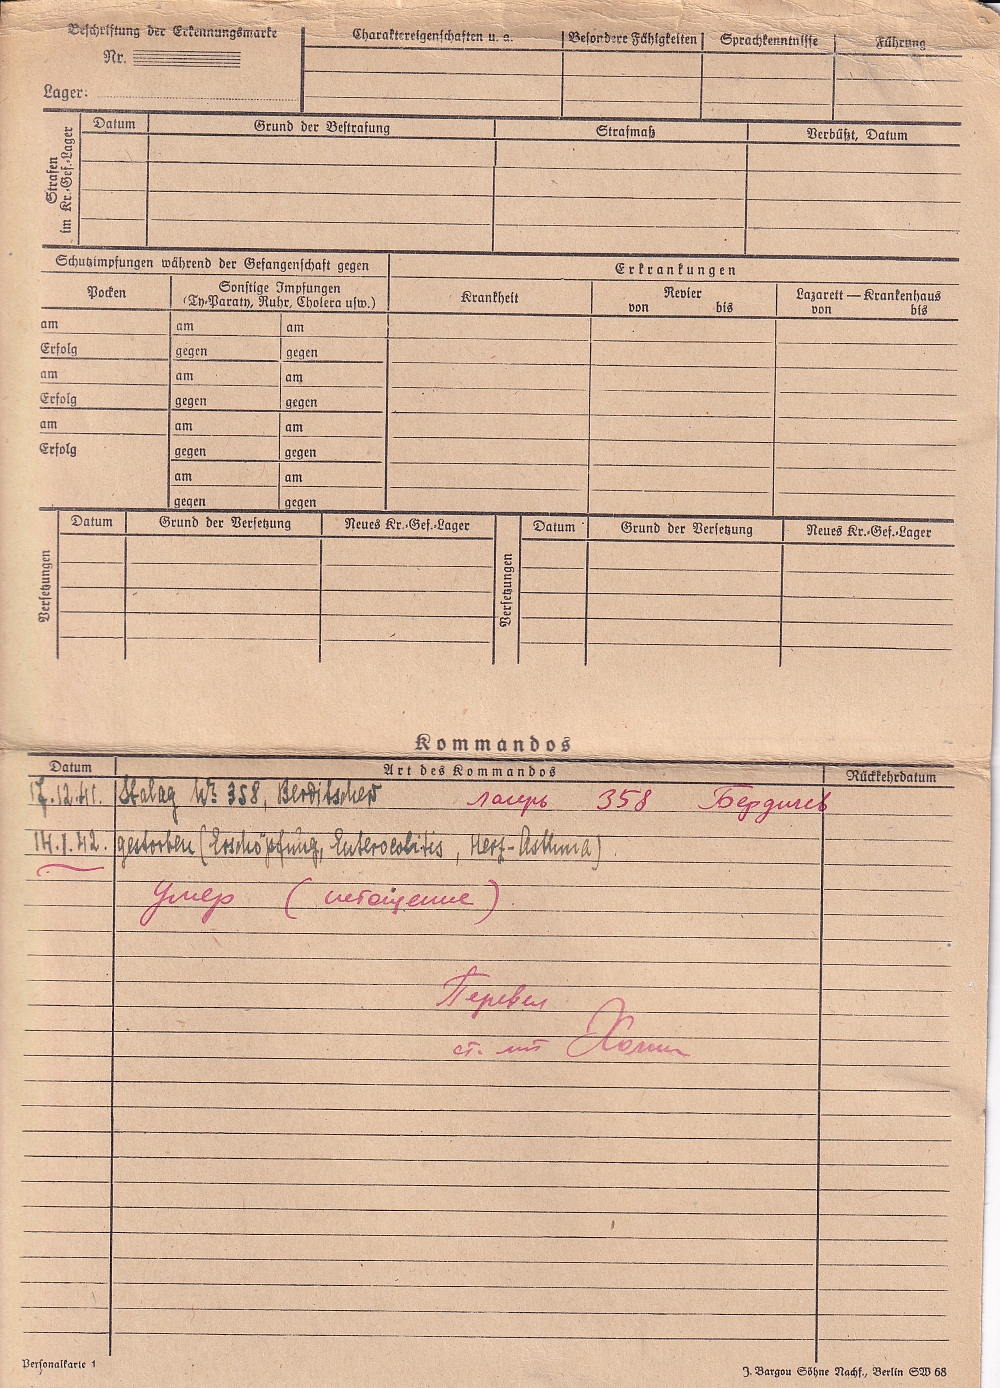 Beschriftung der Erkennungsmarke
Nr.
Lager:
Charaktereigenschaften u. a.
Besondere Fähigkeiten
Sprachkenntnisse
Führung
Strafen
im Kr.-Gef.-Lager
Datum
Grund der Bestrafung
Strafmaß
Verbüßt, Datum
Schutzimpfungen während der Gefangenschaft gegen
Erkrankungen
Pocken
Sonstige Impfungen
(Ty-Paraty, Ruhr, Cholera usw.)
Krankheit
Revier
von bis
Lazarett — Krankenhaus
von bis
am am am
Erfolg gegen gegen
am am am
Erfolg gegen gegen
am am am
Erfolg gegen gegen
am am
gegen gegen
Versetzungen
Datum Grund der Versetzung Neues Kr.-Gef.-Lager
Versetzungen
Datum Grund der Versetzung Neues Kr.-Gef.-Lager
Kommandos
Datum Art des Kommandos Rückkehrdatum
17.12.41. Stalag Nr. 358, Berditschew лагерь 358 Бердичев
14.1.42. gestorben (Erschöpfung, Enterocolitis, Herz-Asthma).
Умер (истощение).
Перевел
ст. лт
Personalkarte 1
J. Bargou Söhne Nachf., Berlin SW 68